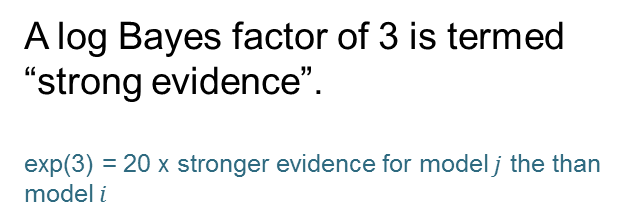 A log Bayes factor of 3 is termed
“strong evidence”.
exp(3) = 20 x stronger evidence for model j the than
model i